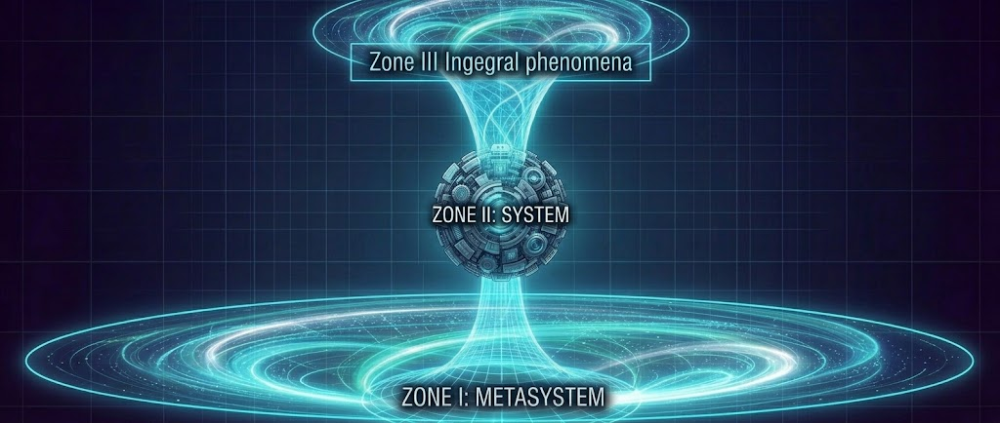 Zone III Ingegral phenomena
ZONE II: SYSTEM
ZONE I: METASYSTEM